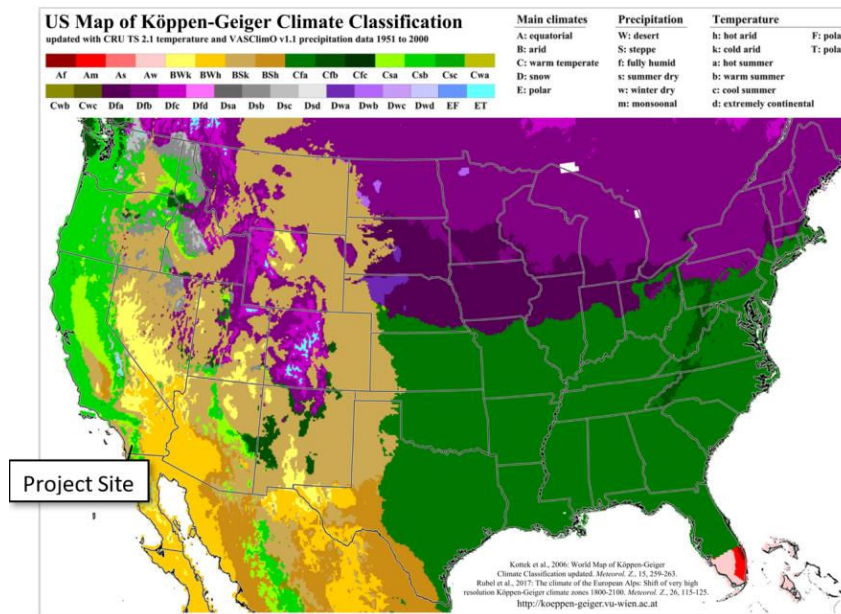 US Map of Köppen-Geiger Climate Classification
updated with CRU TS 2.1 temperature and VASClimO v1.1 precipitation data 1951 to 2000
Af Am As Aw BWk BWh BSk BSh Cfa Cfb Cfc Csa Csb Csc Cwa
Cwb Cwc Dfa Dfb Dfc Dfd Dsa Dsb Dsc Dsd Dwa Dwb Dwc Dwd EF ET
Main climates
A: equatorial
B: arid
C: warm temperate
D: snow
E: polar
Precipitation
W: desert
S: steppe
f: fully humid
s: summer dry
w: winter dry
m: monsoonal
Temperature
h: hot arid
k: cold arid
a: hot summer
b: warm summer
c: cool summer
d: extremely continental
F: pola
T: pola
Project Site
Kottek et al., 2006: World Map of Köppen-Geiger
Climate Classification updated. Meteorol. Z., 15, 259-263.
Rubel et al., 2017: The climate of the European Alps: Shift of very high
resolution Köppen-Geiger climate zones 1800-2100. Meteorol. Z., 26, 115-125.
http://koeppen-geiger.vu-wien.ac.at